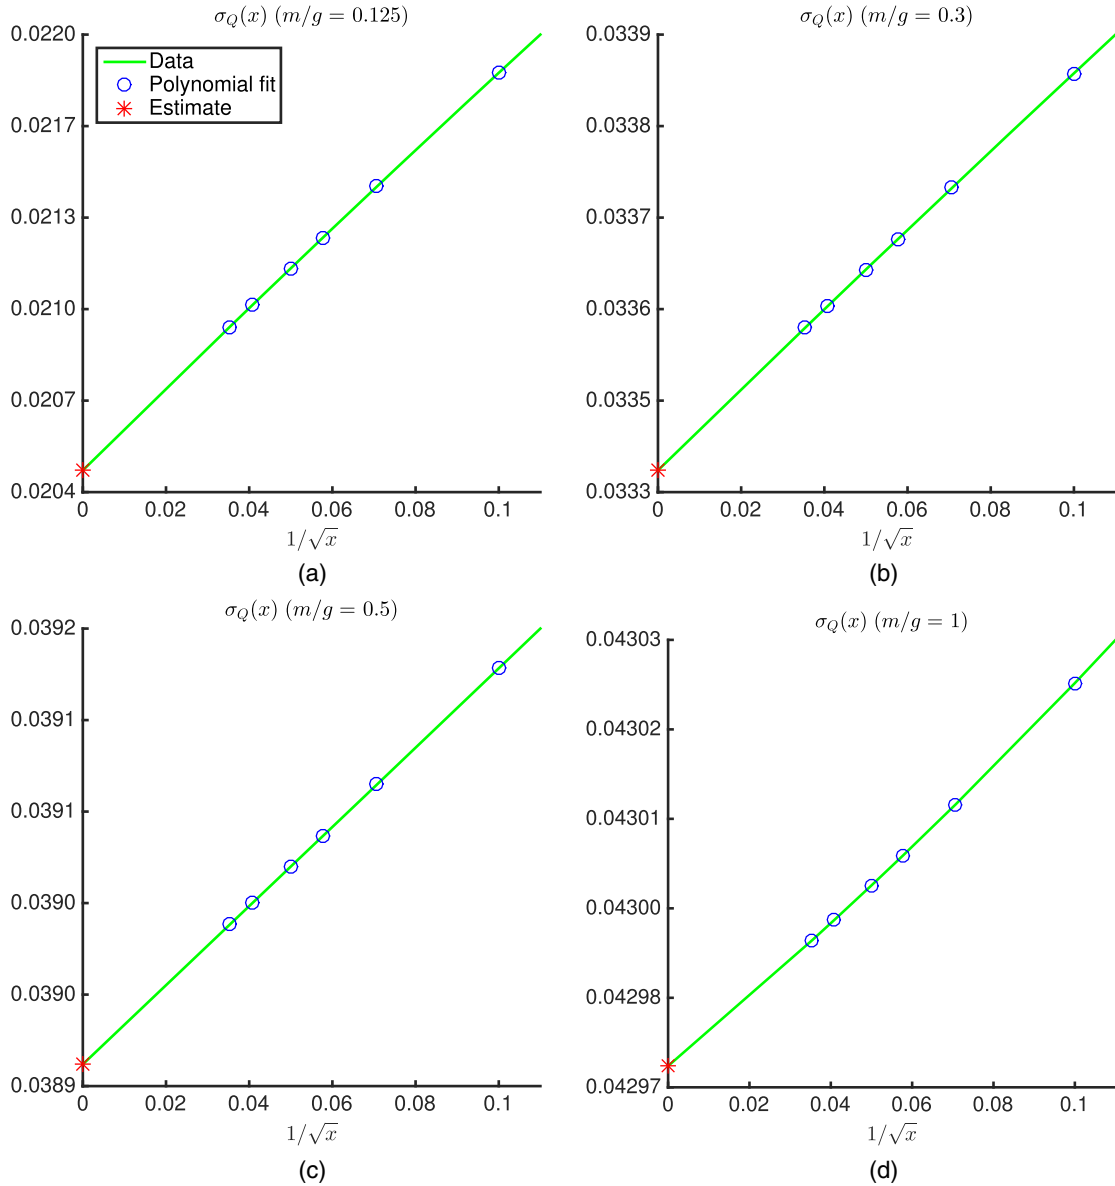 σ_Q(x) (m/g = 0.125)
0.0220
0.0217
0.0213
0.0210
0.0207
0.0204
Data
Polynomial fit
Estimate
0 0.02 0.04 0.06 0.08 0.1
1/√x
(a)
σ_Q(x) (m/g = 0.3)
0.0339
0.0338
0.0337
0.0336
0.0335
0.0333
0 0.02 0.04 0.06 0.08 0.1
1/√x
(b)
σ_Q(x) (m/g = 0.5)
0.0392
0.0391
0.0391
0.0390
0.0390
0.0389
0 0.02 0.04 0.06 0.08 0.1
1/√x
(c)
σ_Q(x) (m/g = 1)
0.04303
0.04302
0.04301
0.04300
0.04298
0.04297
0 0.02 0.04 0.06 0.08 0.1
1/√x
(d)